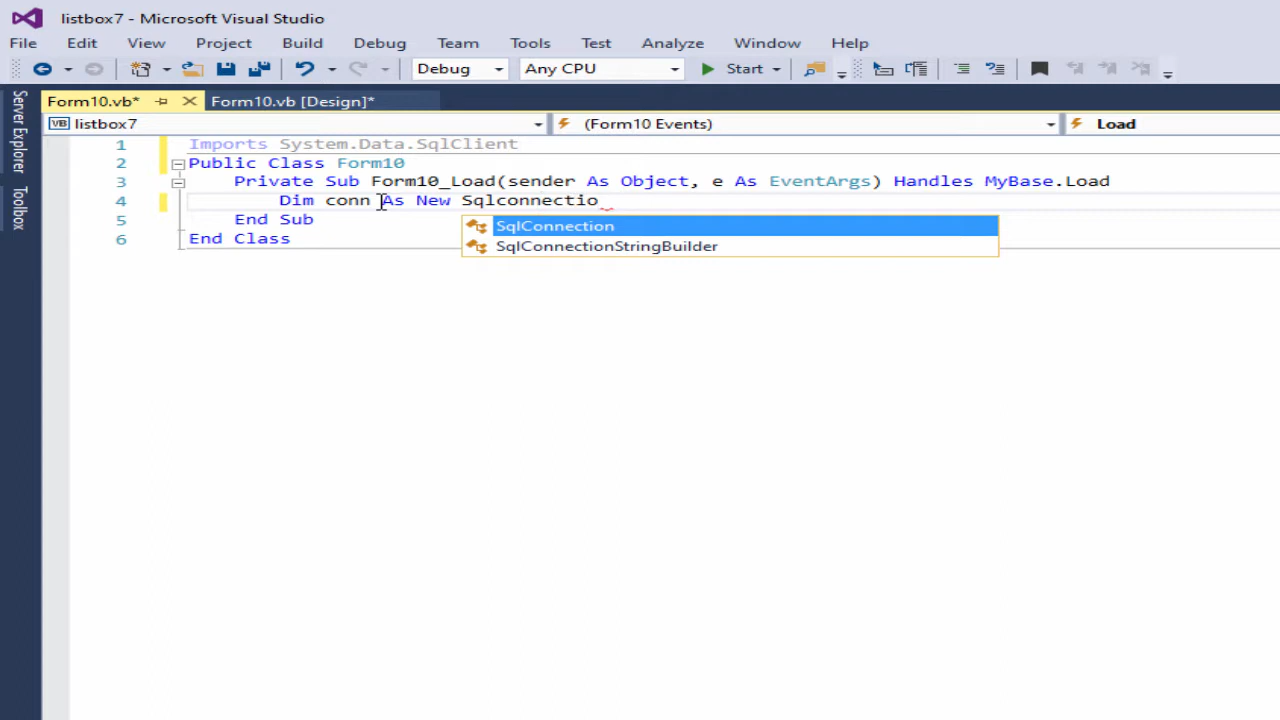 listbox7 - Microsoft Visual Studio
File Edit View Project Build Debug Team Tools Test Analyze Window Help
Debug Any CPU Start
Server Explorer
Toolbox
Form10.vb* Form10.vb [Design]*
VB listbox7 (Form10 Events) Load
1 Imports System.Data.SqlClient
2 Public Class Form10
3 Private Sub Form10_Load(sender As Object, e As EventArgs) Handles MyBase.Load
4 Dim conn As New Sqlconnectio
SqlConnection
SqlConnectionStringBuilder
5 End Sub
6 End Class